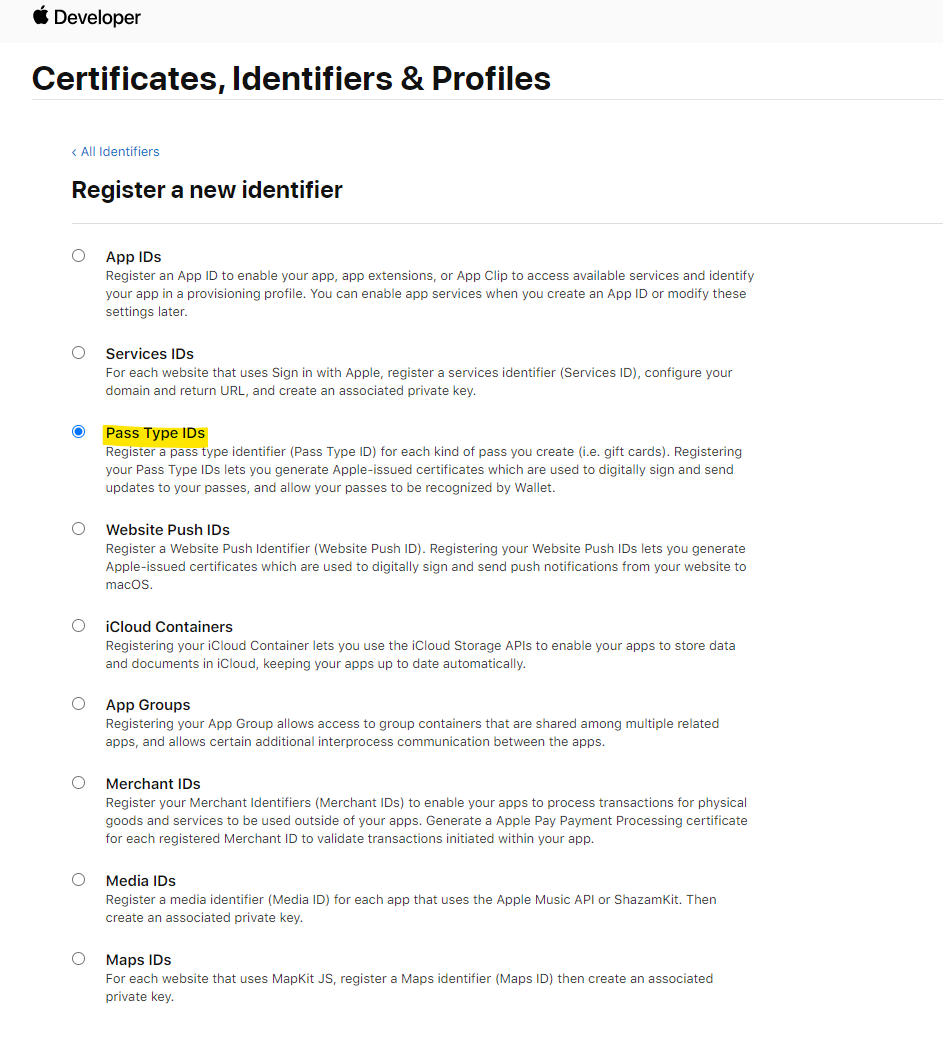 Developer
Certificates, Identifiers & Profiles
‹ All Identifiers
Register a new identifier
App IDs
Register an App ID to enable your app, app extensions, or App Clip to access available services and identify
your app in a provisioning profile. You can enable app services when you create an App ID or modify these
settings later.
Services IDs
For each website that uses Sign in with Apple, register a services identifier (Services ID), configure your
domain and return URL, and create an associated private key.
Pass Type IDs
Register a pass type identifier (Pass Type ID) for each kind of pass you create (i.e. gift cards). Registering
your Pass Type IDs lets you generate Apple-issued certificates which are used to digitally sign and send
updates to your passes, and allow your passes to be recognized by Wallet.
Website Push IDs
Register a Website Push Identifier (Website Push ID). Registering your Website Push IDs lets you generate
Apple-issued certificates which are used to digitally sign and send push notifications from your website to
macOS.
iCloud Containers
Registering your iCloud Container lets you use the iCloud Storage APIs to enable your apps to store data
and documents in iCloud, keeping your apps up to date automatically.
App Groups
Registering your App Group allows access to group containers that are shared among multiple related
apps, and allows certain additional interprocess communication between the apps.
Merchant IDs
Register your Merchant Identifiers (Merchant IDs) to enable your apps to process transactions for physical
goods and services to be used outside of your apps. Generate a Apple Pay Payment Processing certificate
for each registered Merchant ID to validate transactions initiated within your app.
Media IDs
Register a media identifier (Media ID) for each app that uses the Apple Music API or ShazamKit. Then
create an associated private key.
Maps IDs
For each website that uses MapKit JS, register a Maps identifier (Maps ID) then create an associated
private key.